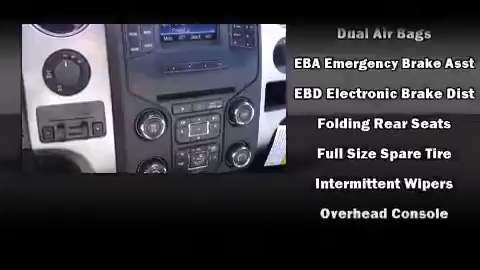 Dual Air Bags
EBA Emergency Brake Asst
EBD Electronic Brake Dist
Folding Rear Seats
Full Size Spare Tire
Intermittent Wipers
Overhead Console